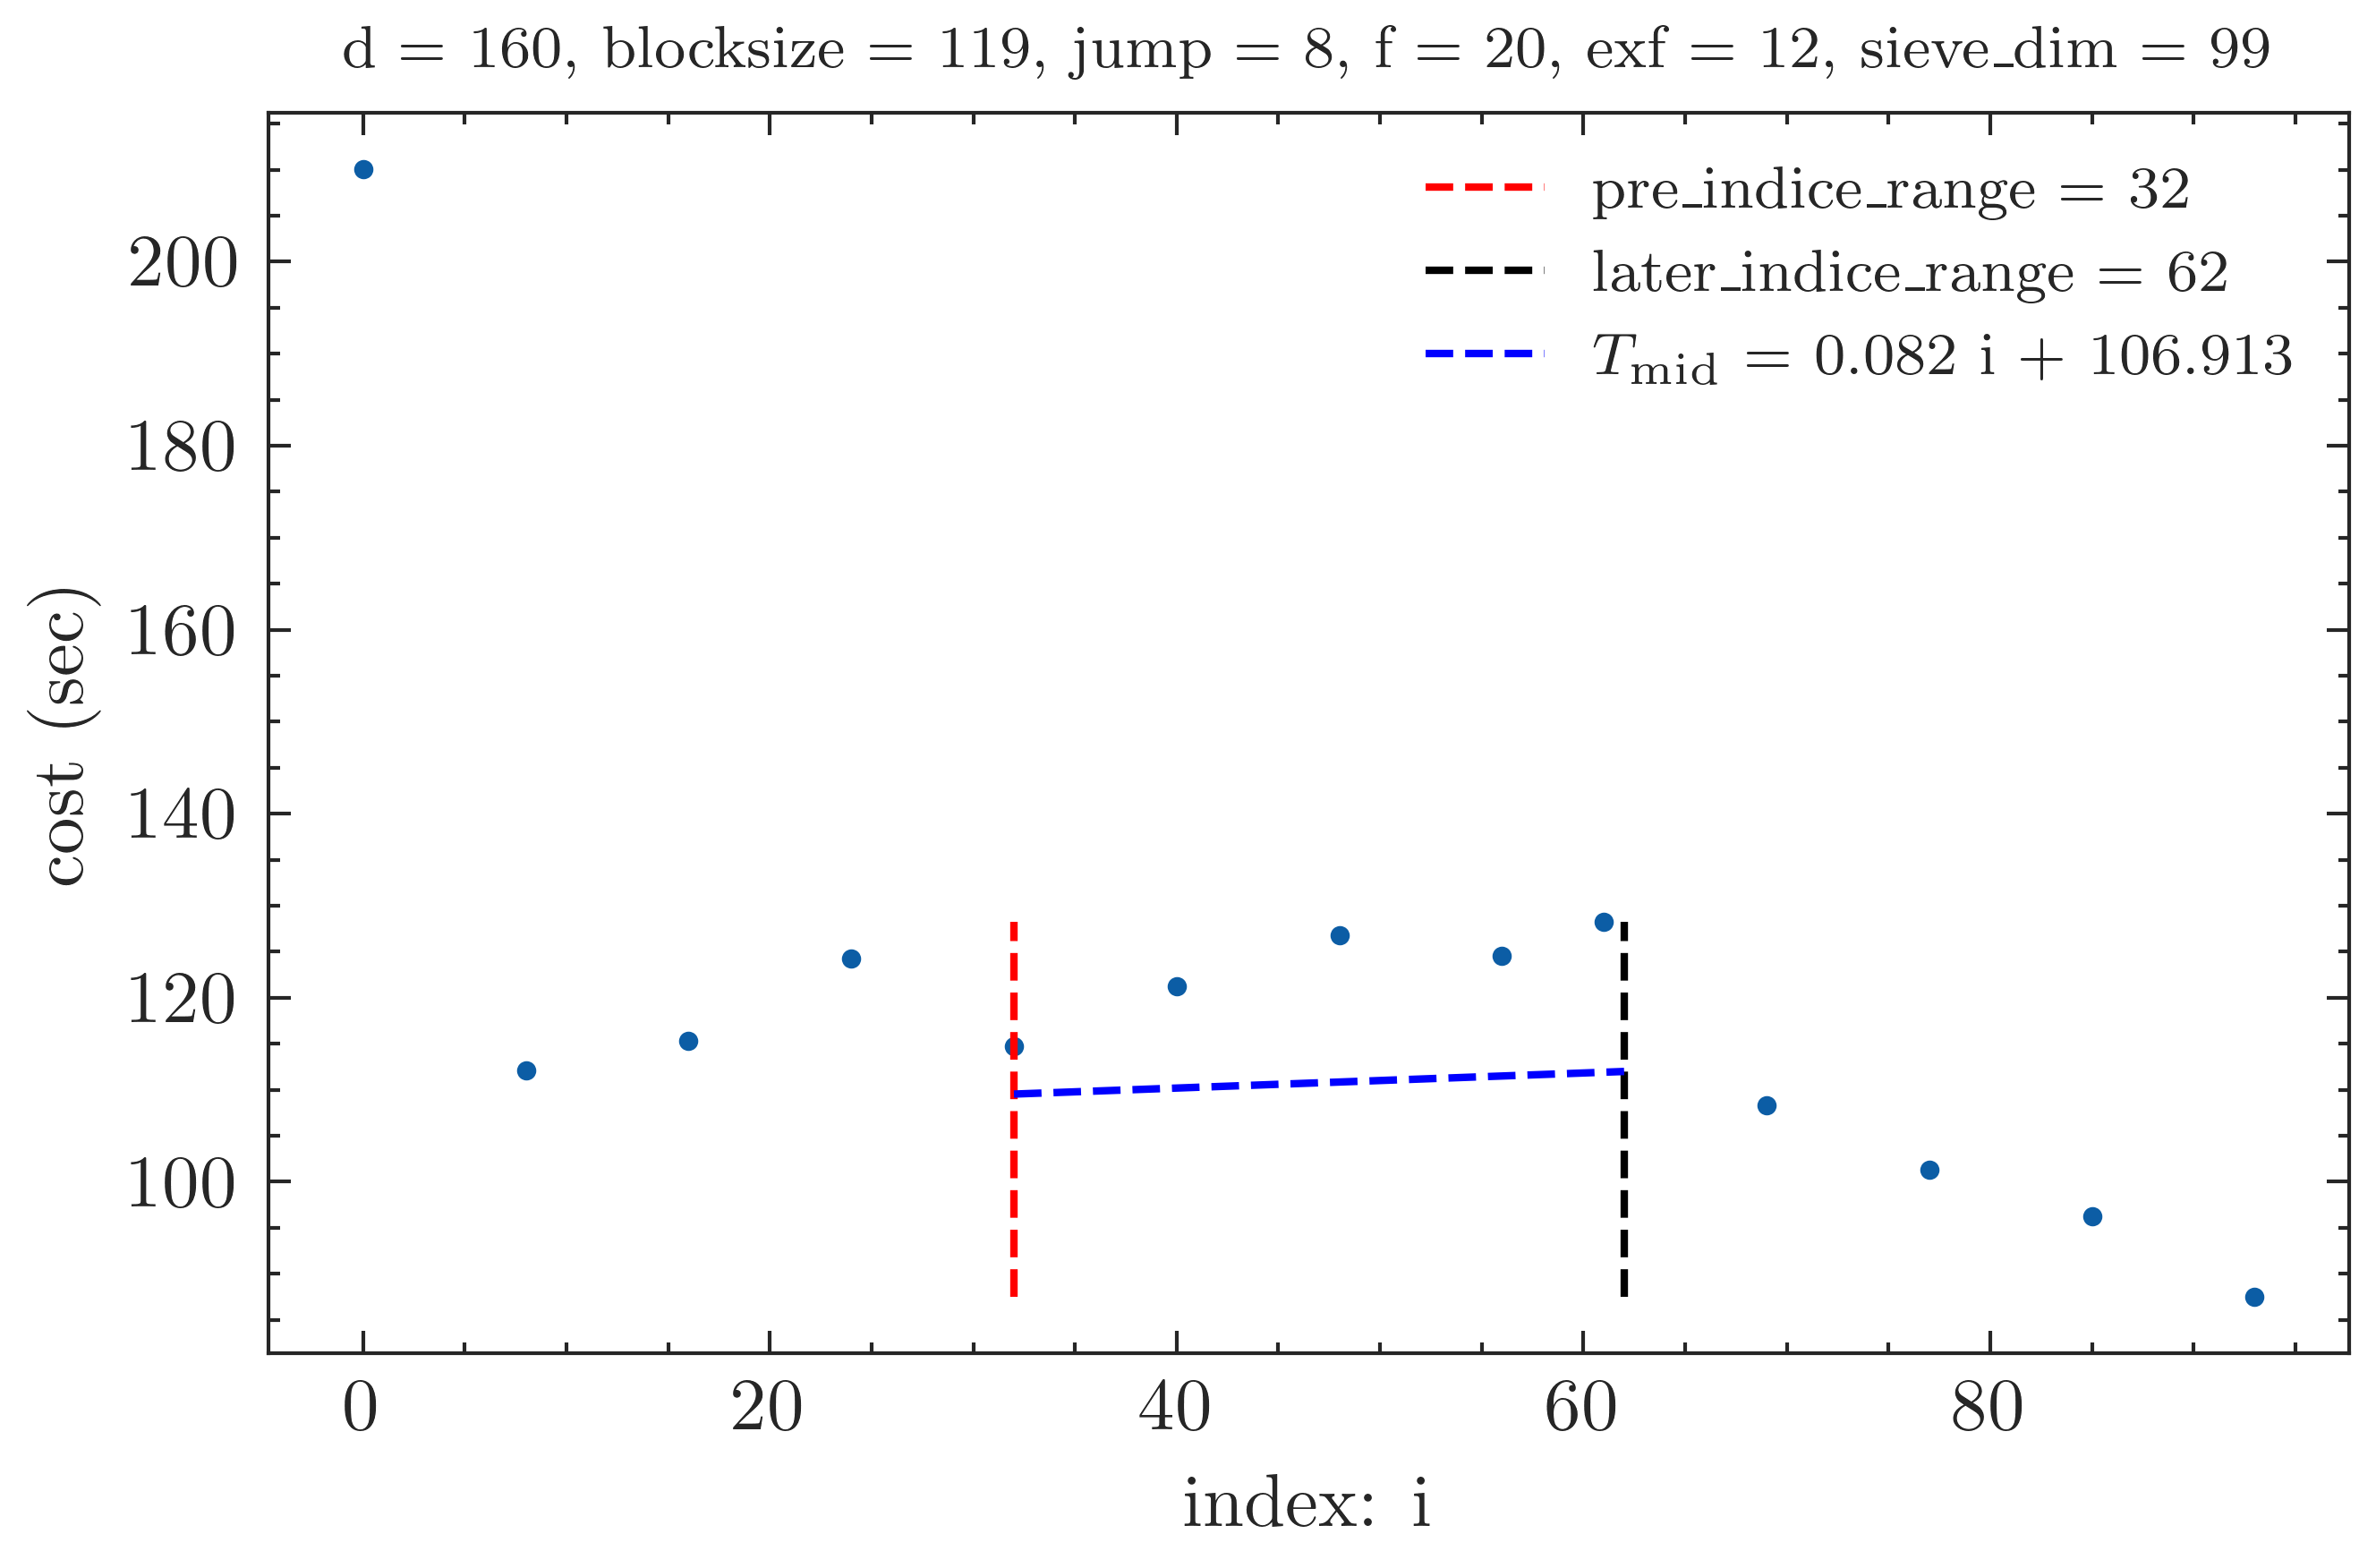 d = 160, blocksize = 119, jump = 8, f = 20, exf = 12, sieve_dim = 99
pre_indice_range = 32
later_indice_range = 62
T_mid = 0.082 i + 106.913
200
180
160
140
120
100
cost (sec)
0 20 40 60 80
index: i